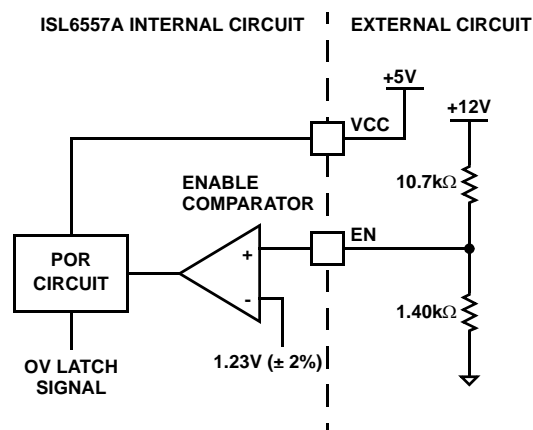 ISL6557A INTERNAL CIRCUIT
EXTERNAL CIRCUIT
+5V
+12V
VCC
10.7kΩ
ENABLE
COMPARATOR
+
EN
POR
CIRCUIT
-
1.40kΩ
1.23V (± 2%)
OV LATCH
SIGNAL